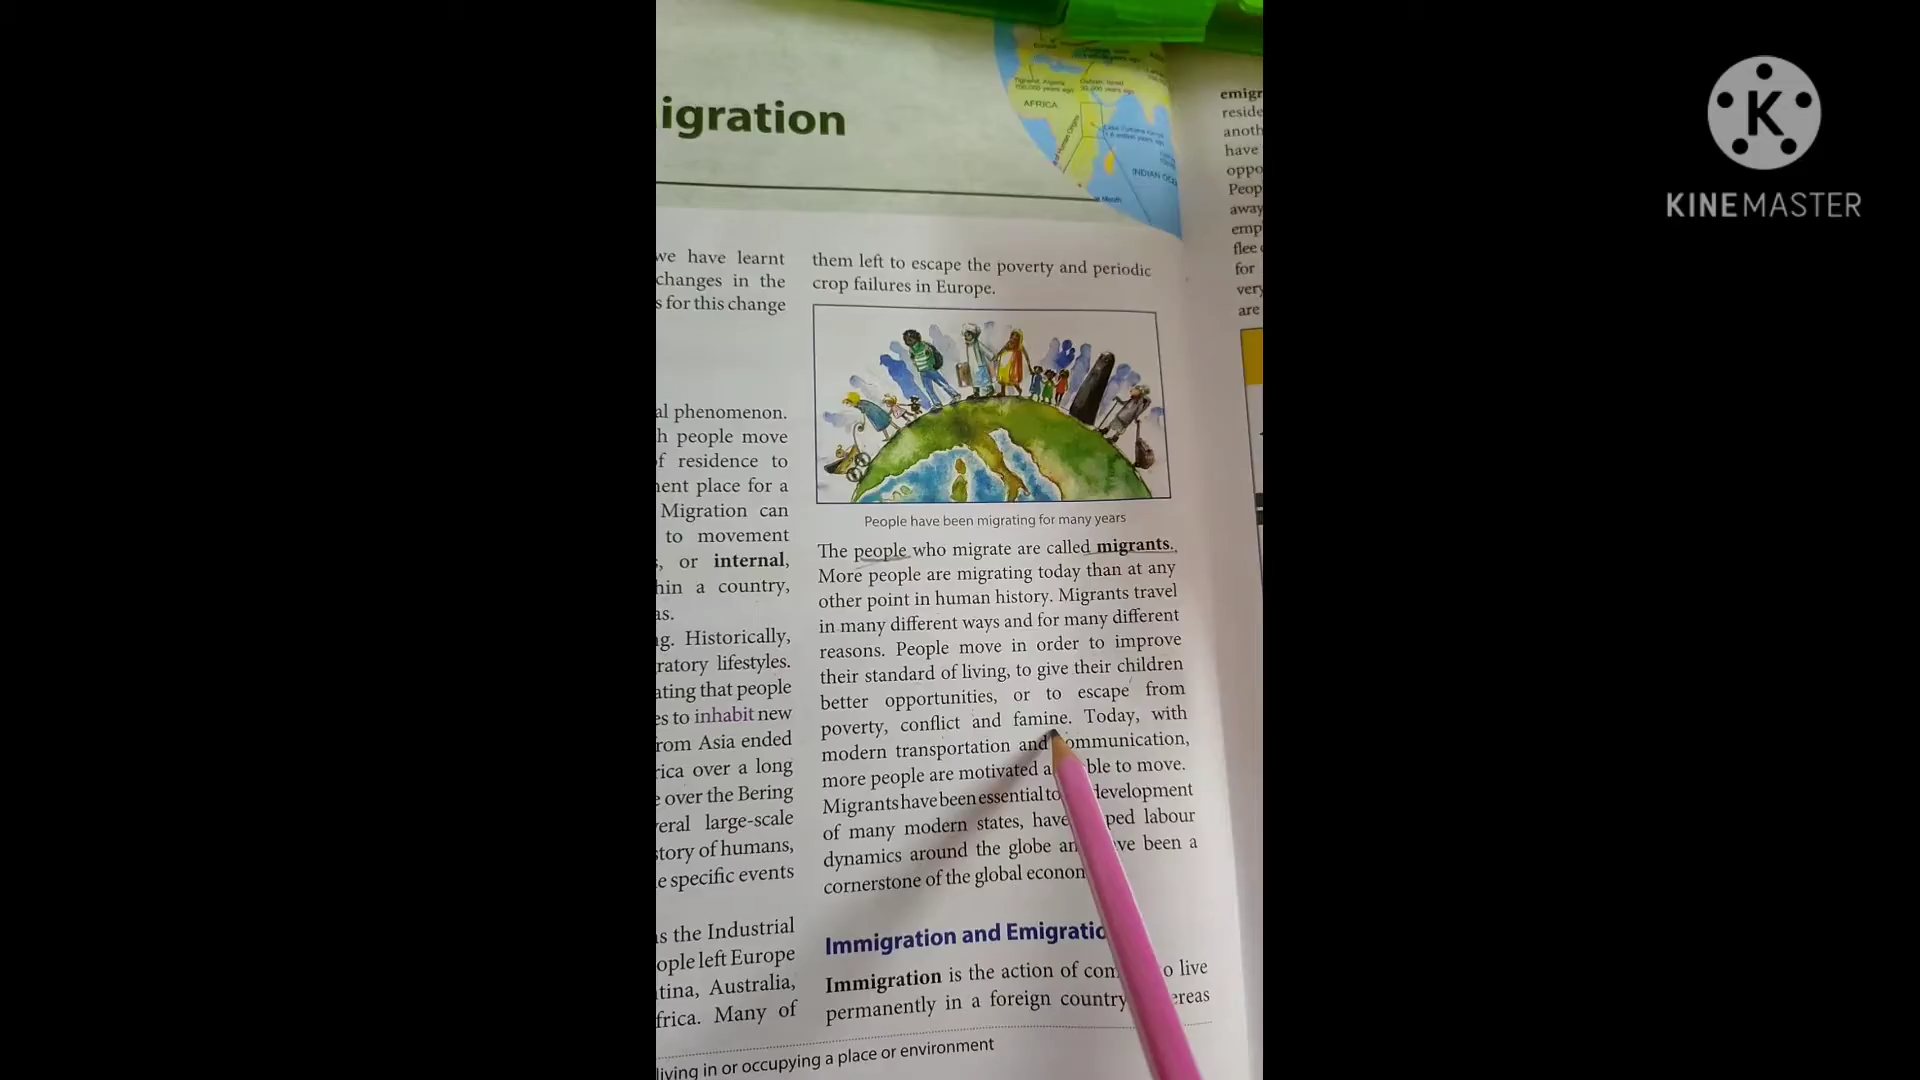 igration
AFRICA
INDIAN
we have learnt
changes in the
s for this change
al phenomenon.
h people move
f residence to
ent place for a
Migration can
to movement
, or internal,
hin a country,
as.
g. Historically,
ratory lifestyles.
ating that people
es to inhabit new
rom Asia ended
rica over a long
e over the Bering
veral large-scale
story of humans,
e specific events
s the Industrial
ople left Europe
tina, Australia,
frica. Many of
them left to escape the poverty and periodic
crop failures in Europe.
People have been migrating for many years
The people who migrate are called migrants.
More people are migrating today than at any
other point in human history. Migrants travel
in many different ways and for many different
reasons. People move in order to improve
their standard of living, to give their children
better opportunities, or to escape from
poverty, conflict and famine. Today, with
modern transportation and ommunication,
more people are motivated a ble to move.
Migrants have been essential to development
of many modern states, have ped labour
dynamics around the globe an ve been a
cornerstone of the global econon
Immigration and Emigratio
Immigration is the action of com o live
permanently in a foreign country ereas
living in or occupying a place or environment
emigr
reside
anoth
have
oppo
Peop
away
emp
flee
for
very
are
KINEMASTER